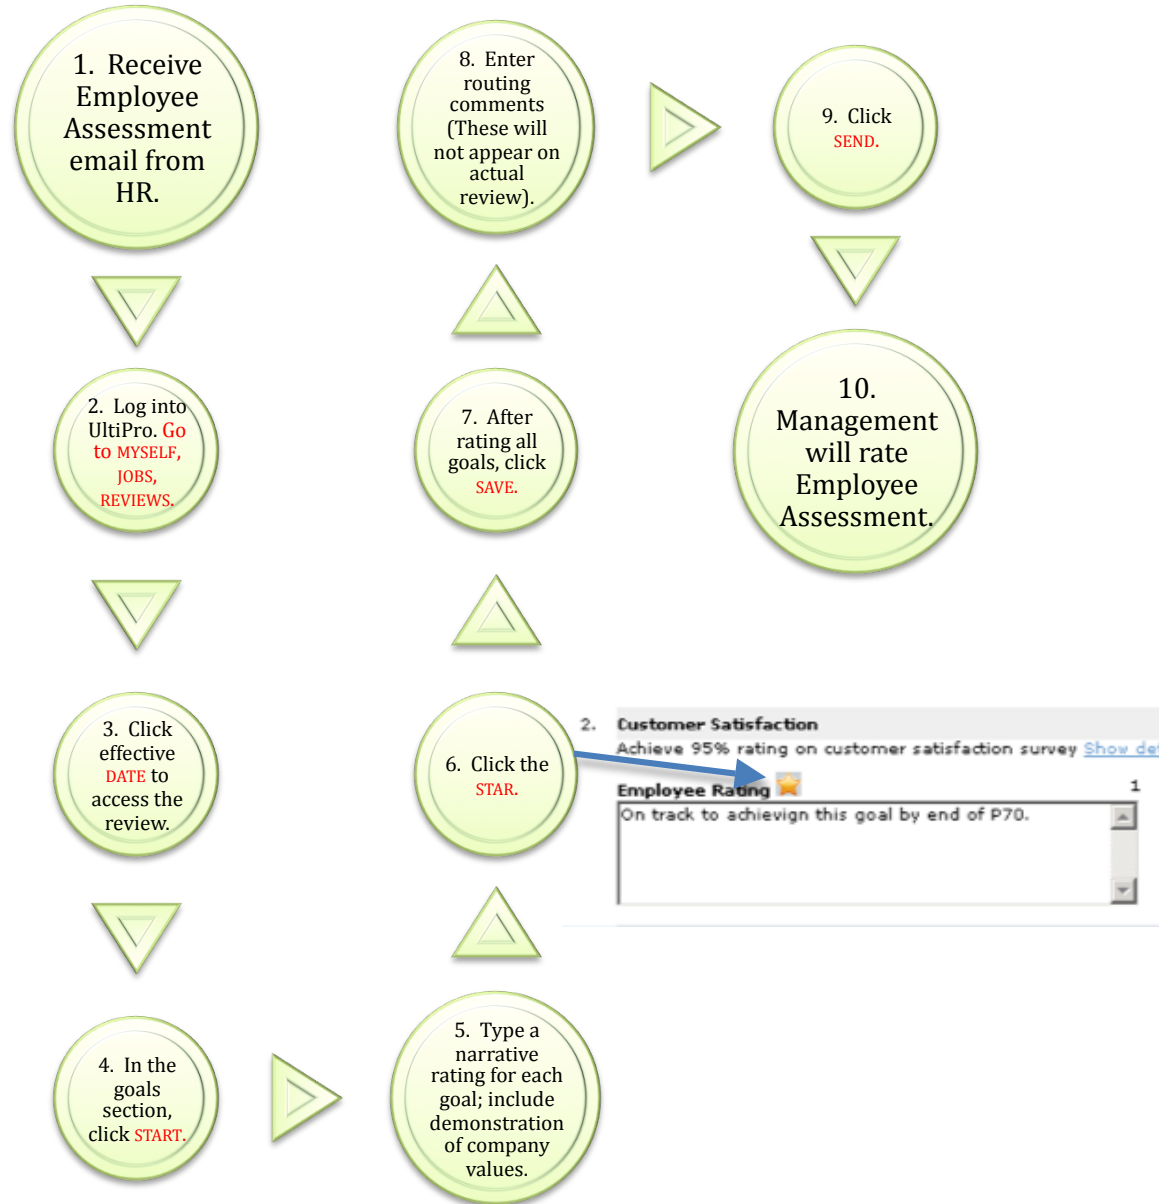 1. Receive
Employee
Assessment
email from
HR.
2. Log into
UltiPro. Go
to MYSELF,
JOBS,
REVIEWS.
3. Click
effective
DATE to
access the
review.
4. In the
goals
section,
click START.
5. Type a
narrative
rating for each
goal; include
demonstration
of company
values.
6. Click the
STAR.
2. Customer Satisfaction
Achieve 95% rating on customer satisfaction survey Show det
Employee Rating 1
On track to achievign this goal by end of P70.
7. After
rating all
goals, click
SAVE.
8. Enter
routing
comments
(These will
not appear on
actual
review).
9. Click
SEND.
10.
Management
will rate
Employee
Assessment.